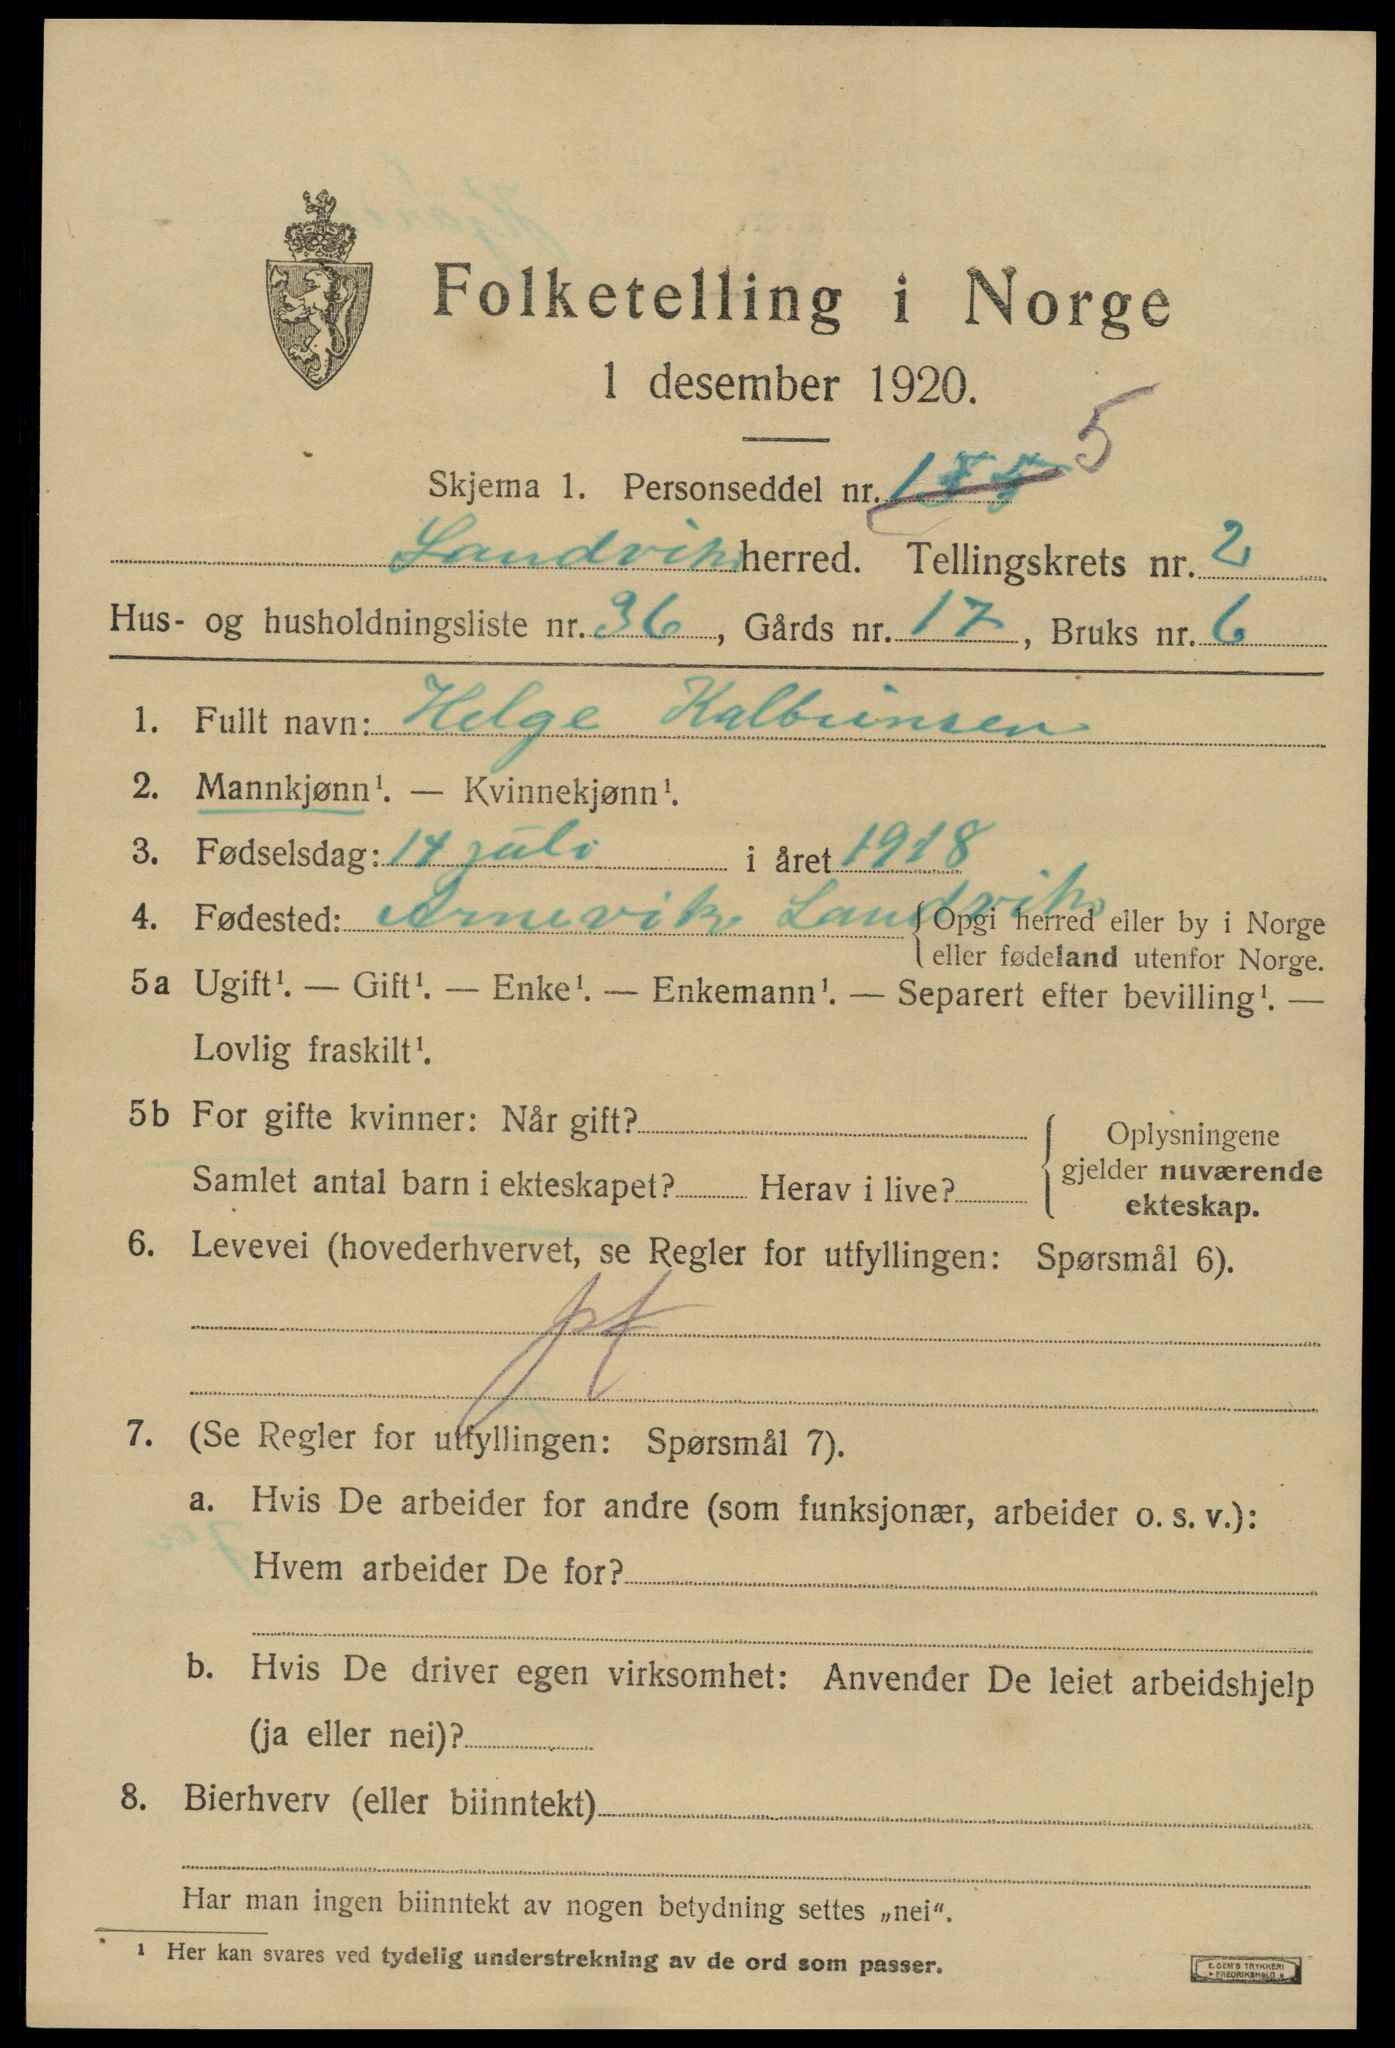 Folketelling i Norge
1 desember 1920.
Skjema 1. Personseddel nr. 5
Landvik herred. Tellingskrets nr. 2
Hus- og husholdningsliste nr. 36, Gårds nr. 17, Bruks nr. 6
1. Fullt navn: Helge Kalbeinsen
2. Mannkjønn¹. — Kvinnekjønn¹.
3. Fødselsdag: 14 juli i året 1918
4. Fødested: Arnevik Landvik {Opgi herred eller by i Norge
eller fødeland utenfor Norge.
5a Ugift¹. — Gift¹. — Enke¹. — Enkemann¹. — Separert efter bevilling¹. —
Lovlig fraskilt¹.
5b For gifte kvinner: Når gift?
Samlet antal barn i ekteskapet? Herav i live?
Oplysningene
gjelder nuværende
ekteskap.
6. Levevei (hovederhvervet, se Regler for utfyllingen: Spørsmål 6).
7. (Se Regler for utfyllingen: Spørsmål 7).
a. Hvis De arbeider for andre (som funksjonær, arbeider o. s. v.):
Hvem arbeider De for?
b. Hvis De driver egen virksomhet: Anvender De leiet arbeidshjelp
(ja eller nei)?
8. Bierhverv (eller biinntekt)
Har man ingen biinntekt av nogen betydning settes „nei“.
¹ Her kan svares ved tydelig understrekning av de ord som passer.
E. SEM'S TRYKKERI
FREDRIKSHALD